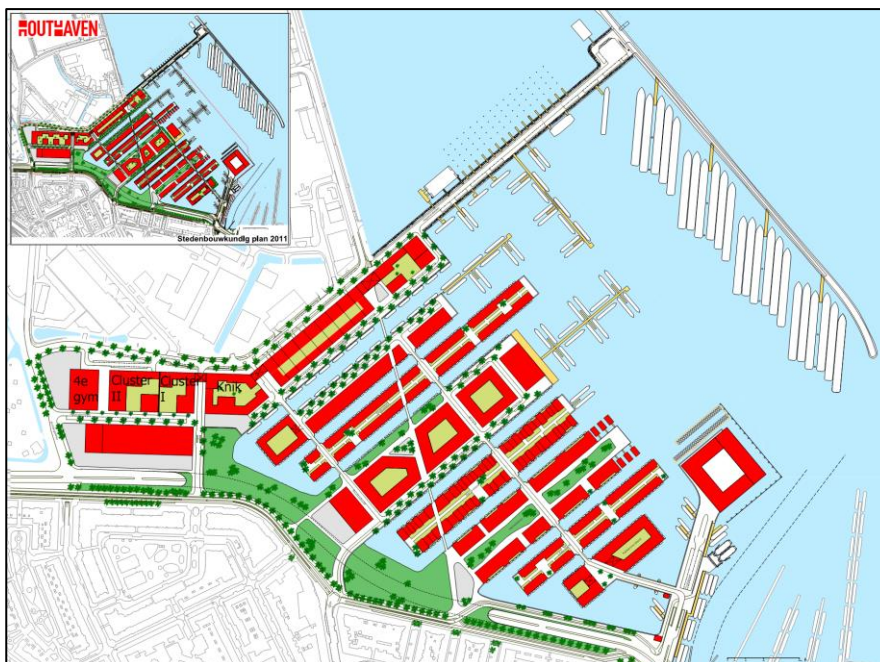 HOUTHAVEN
Stedenbouwkundig plan 2011
4e
gym
Cluster
II
Cluster
I
Knik